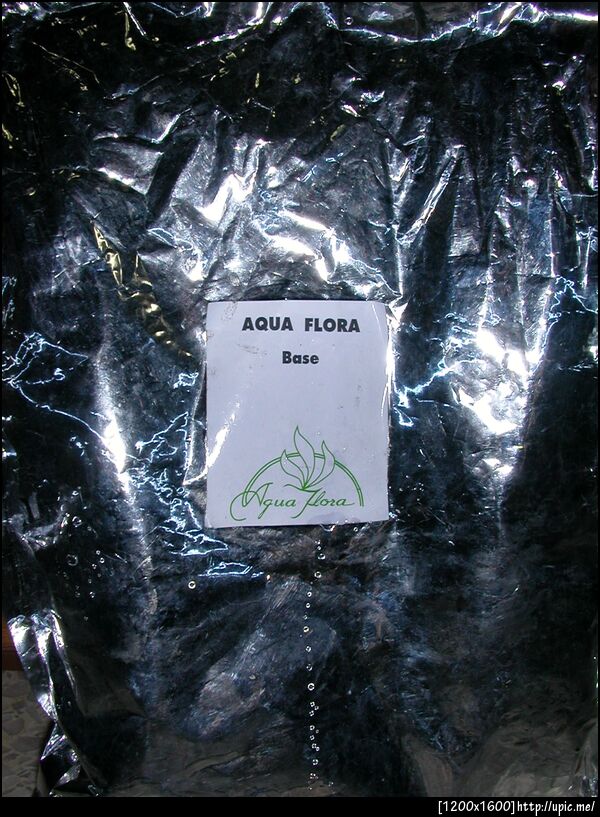 AQUA FLORA
Base
Aqua Flora
[1200x1600]http://upic.me/